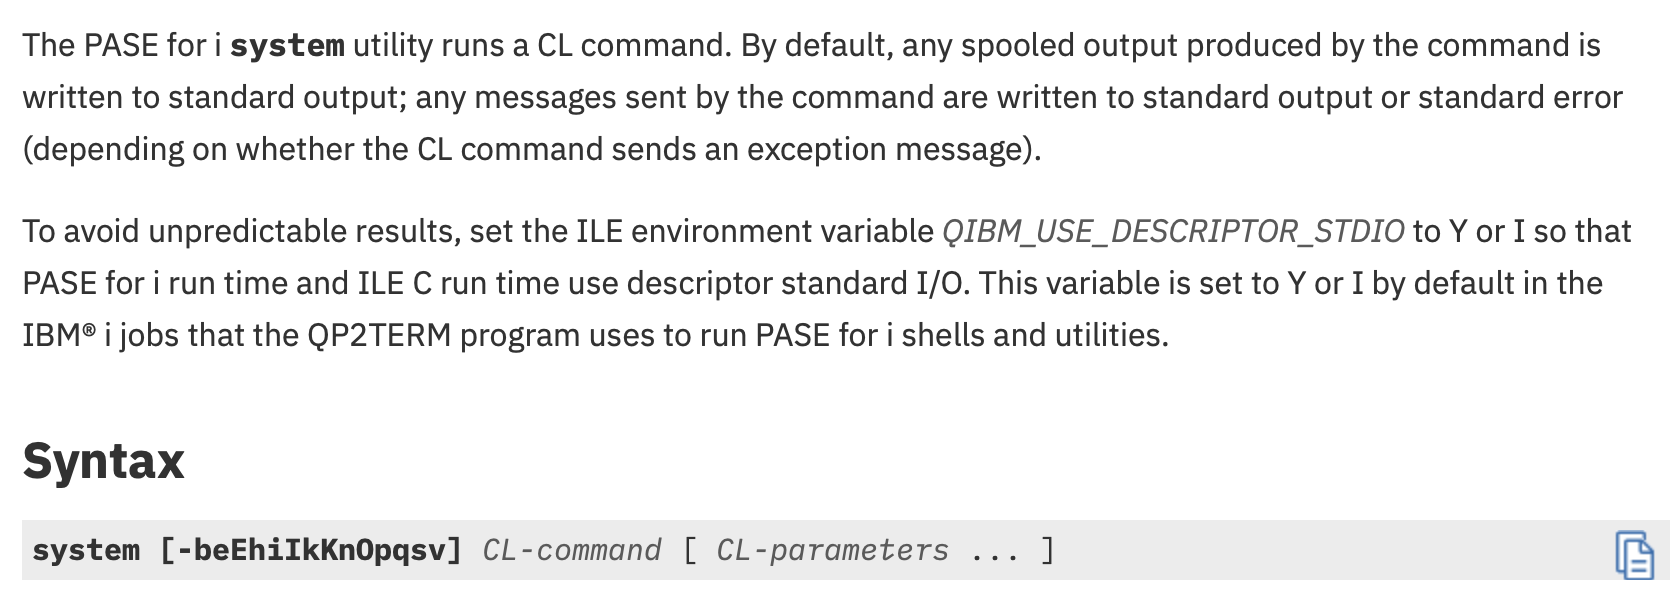 The PASE for i system utility runs a CL command. By default, any spooled output produced by the command is
written to standard output; any messages sent by the command are written to standard output or standard error
(depending on whether the CL command sends an exception message).
To avoid unpredictable results, set the ILE environment variable QIBM_USE_DESCRIPTOR_STDIO to Y or I so that
PASE for i run time and ILE C run time use descriptor standard I/O. This variable is set to Y or I by default in the
IBM® i jobs that the QP2TERM program uses to run PASE for i shells and utilities.
Syntax
system [-beEhiIkKnOpqsv] CL-command [ CL-parameters ... ]